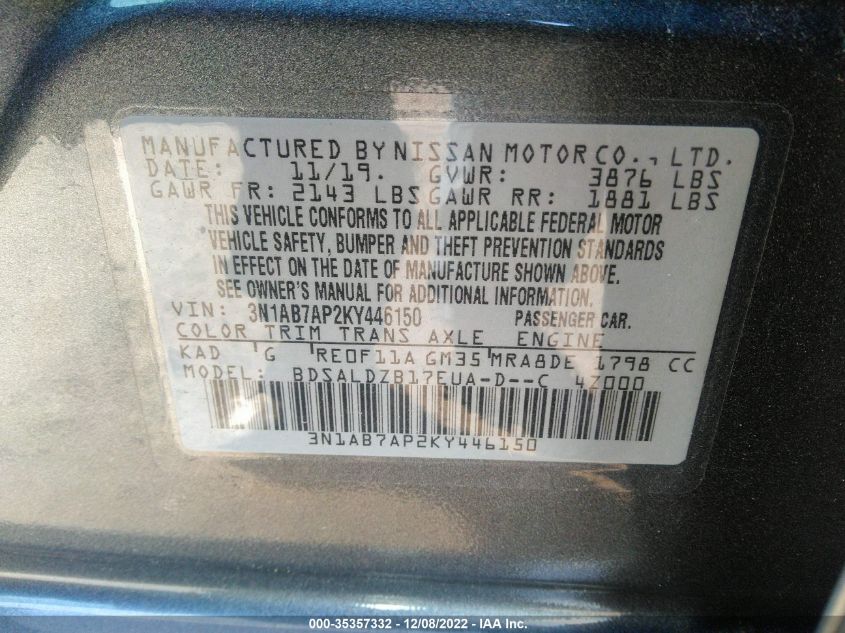 MANUFACTURED BY NISSAN MOTOR CO., LTD.
DATE: 11/19. GVWR: 3876 LBS
GAWR FR: 2143 LBS GAWR RR: 1881 LBS
THIS VEHICLE CONFORMS TO ALL APPLICABLE FEDERAL MOTOR
VEHICLE SAFETY, BUMPER AND THEFT PREVENTION STANDARDS
IN EFFECT ON THE DATE OF MANUFACTURE SHOWN ABOVE.
SEE OWNER'S MANUAL FOR ADDITIONAL INFORMATION.
VIN: 3N1AB7AP2KY446150 PASSENGER CAR.
COLOR TRIM TRANS AXLE ENGINE
KAD G RE0F11A GM35 MRA8DE 1798 CC
MODEL: BDSALDZB17EUA-D--C 4Z000
3N1AB7AP2KY446150
000-35357332 - 12/08/2022 - IAA Inc.